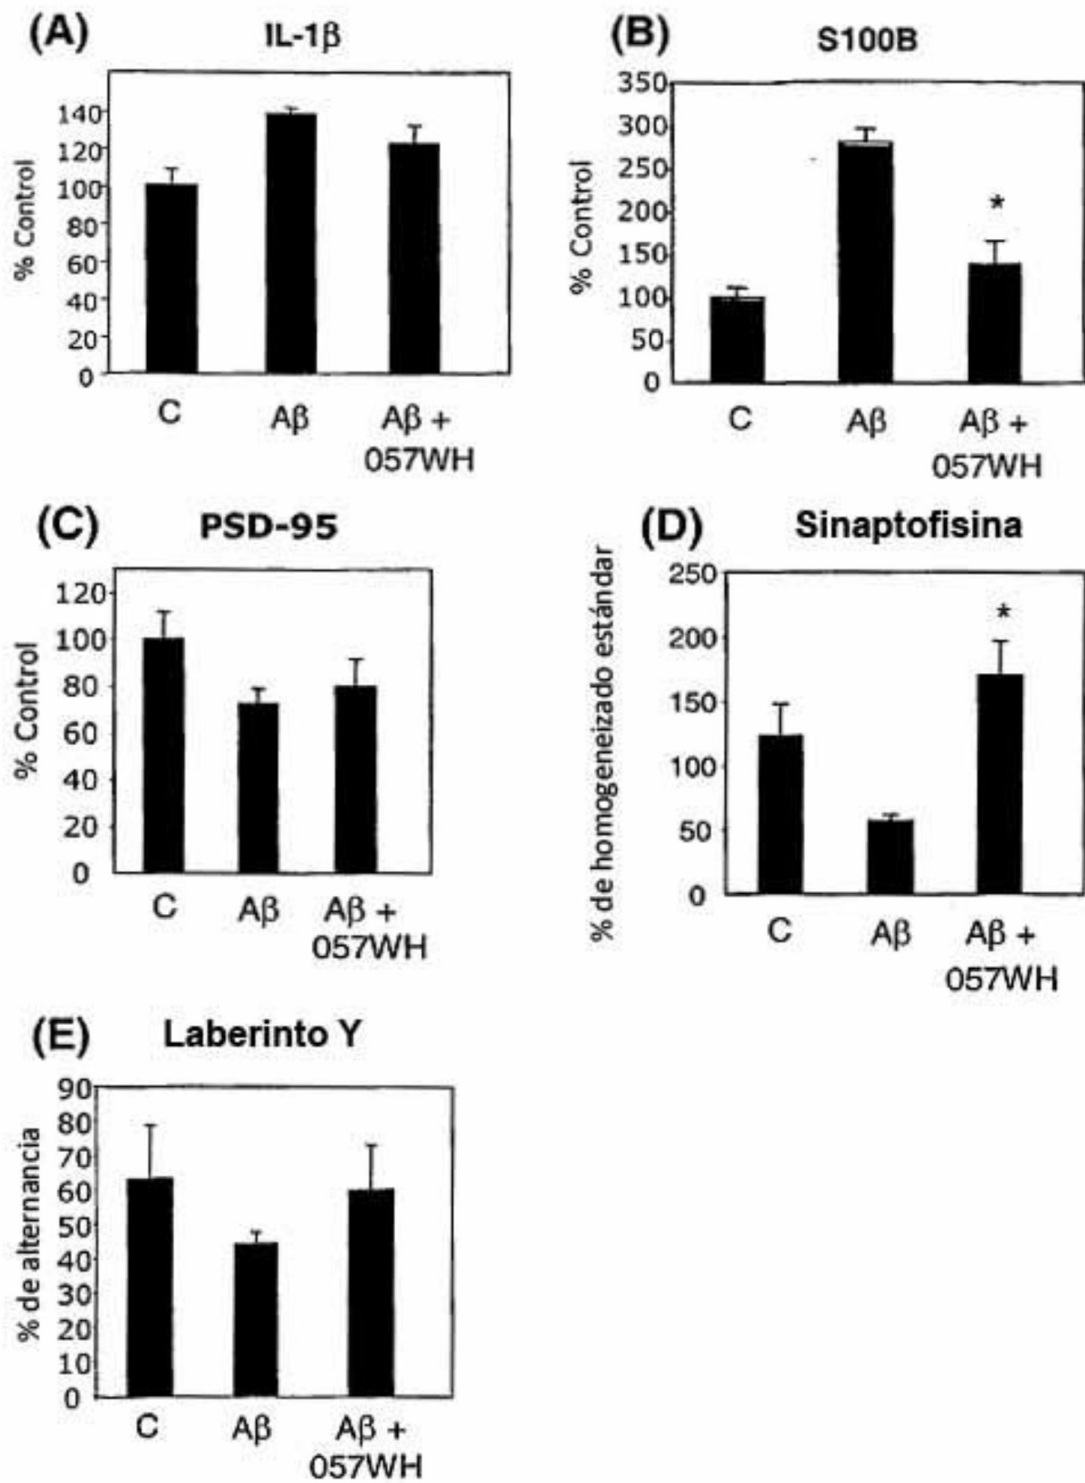 (A) IL-1β
% Control
140
120
100
80
60
40
20
0
C Aβ Aβ +
057WH
(B) S100B
% Control
350
300
250
200
150
100
50
0
C Aβ Aβ +
057WH
*
(C) PSD-95
% Control
120
100
80
60
40
20
0
C Aβ Aβ +
057WH
(D) Sinaptofisina
% de homogeneizado estándar
250
200
150
100
50
0
C Aβ Aβ +
057WH
*
(E) Laberinto Y
% de alternancia
90
80
70
60
50
40
30
20
10
0
C Aβ Aβ +
057WH